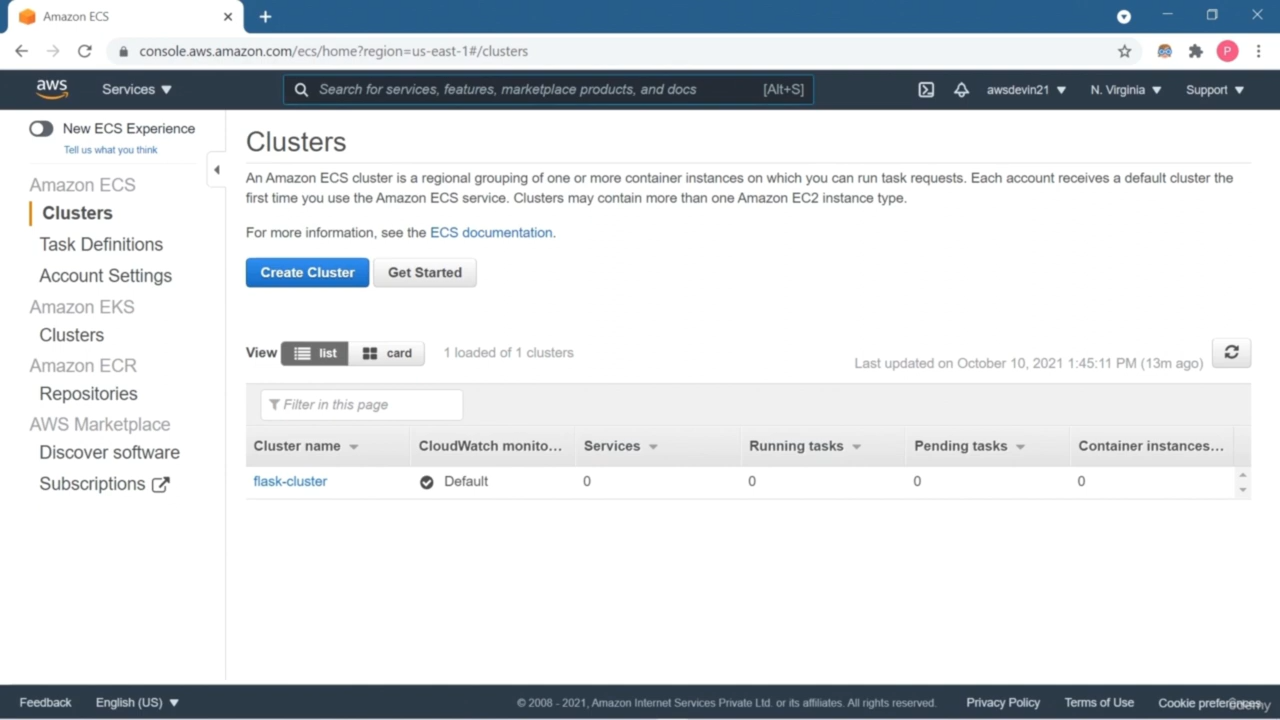 Amazon ECS
console.aws.amazon.com/ecs/home?region=us-east-1#/clusters
P
aws
Services
Search for services, features, marketplace products, and docs
[Alt+S]
awsdevin21
N. Virginia
Support
New ECS Experience
Tell us what you think
Amazon ECS
Clusters
Task Definitions
Account Settings
Amazon EKS
Clusters
Amazon ECR
Repositories
AWS Marketplace
Discover software
Subscriptions
Clusters
An Amazon ECS cluster is a regional grouping of one or more container instances on which you can run task requests. Each account receives a default cluster the
first time you use the Amazon ECS service. Clusters may contain more than one Amazon EC2 instance type.
For more information, see the ECS documentation.
Create Cluster
Get Started
View list card 1 loaded of 1 clusters
Last updated on October 10, 2021 1:45:11 PM (13m ago)
Filter in this page
Cluster name CloudWatch monito... Services Running tasks Pending tasks Container instances...
flask-cluster Default 0 0 0 0
Feedback English (US) © 2008 - 2021, Amazon Internet Services Private Ltd. or its affiliates. All rights reserved. Privacy Policy Terms of Use Cookie preferences
Udemy